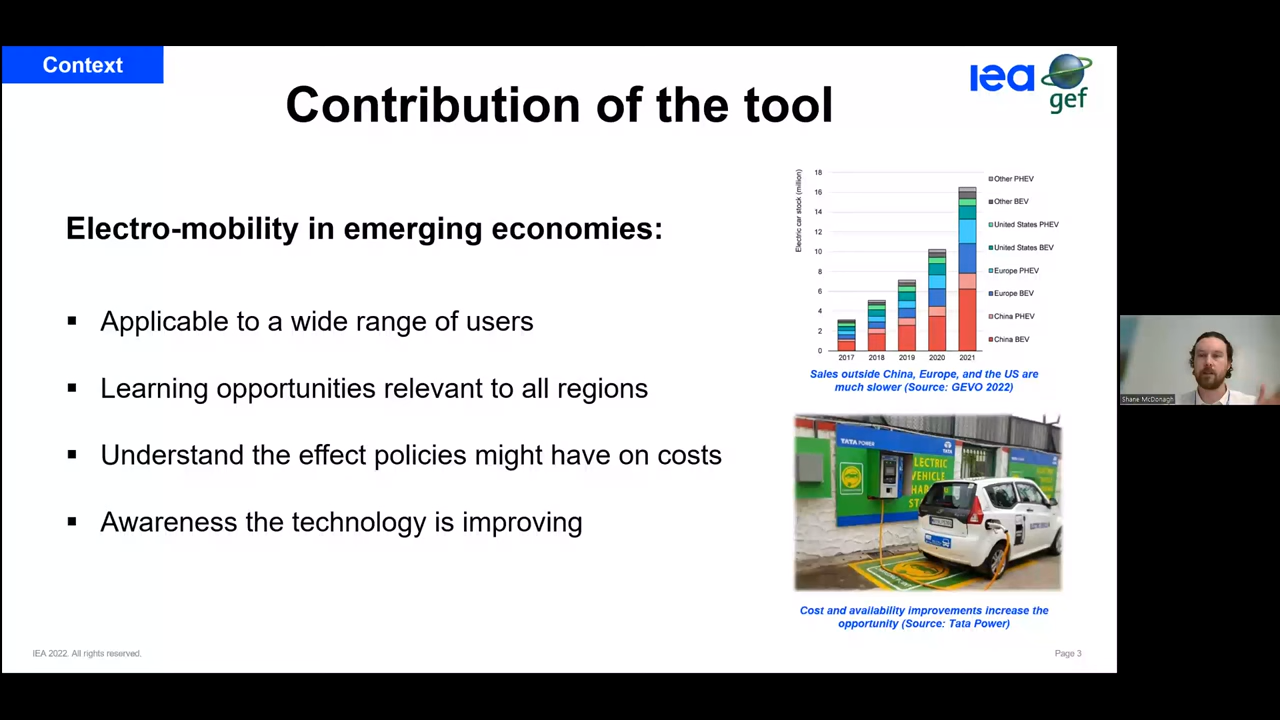 Context
Contribution of the tool
iea
gef
Electro-mobility in emerging economies:
▪ Applicable to a wide range of users
▪ Learning opportunities relevant to all regions
▪ Understand the effect policies might have on costs
▪ Awareness the technology is improving
Electric car stock (million)
18
16
14
12
10
8
6
4
2
0
2017 2018 2019 2020 2021
Other PHEV
Other BEV
United States PHEV
United States BEV
Europe PHEV
Europe BEV
China PHEV
China BEV
Sales outside China, Europe, and the US are
much slower (Source: GEVO 2022)
TATA POWER
TATA
ELECTRIC
VEHICLE
Cost and availability improvements increase the
opportunity (Source: Tata Power)
IEA 2022. All rights reserved.
Page 3
Shane McDonagh